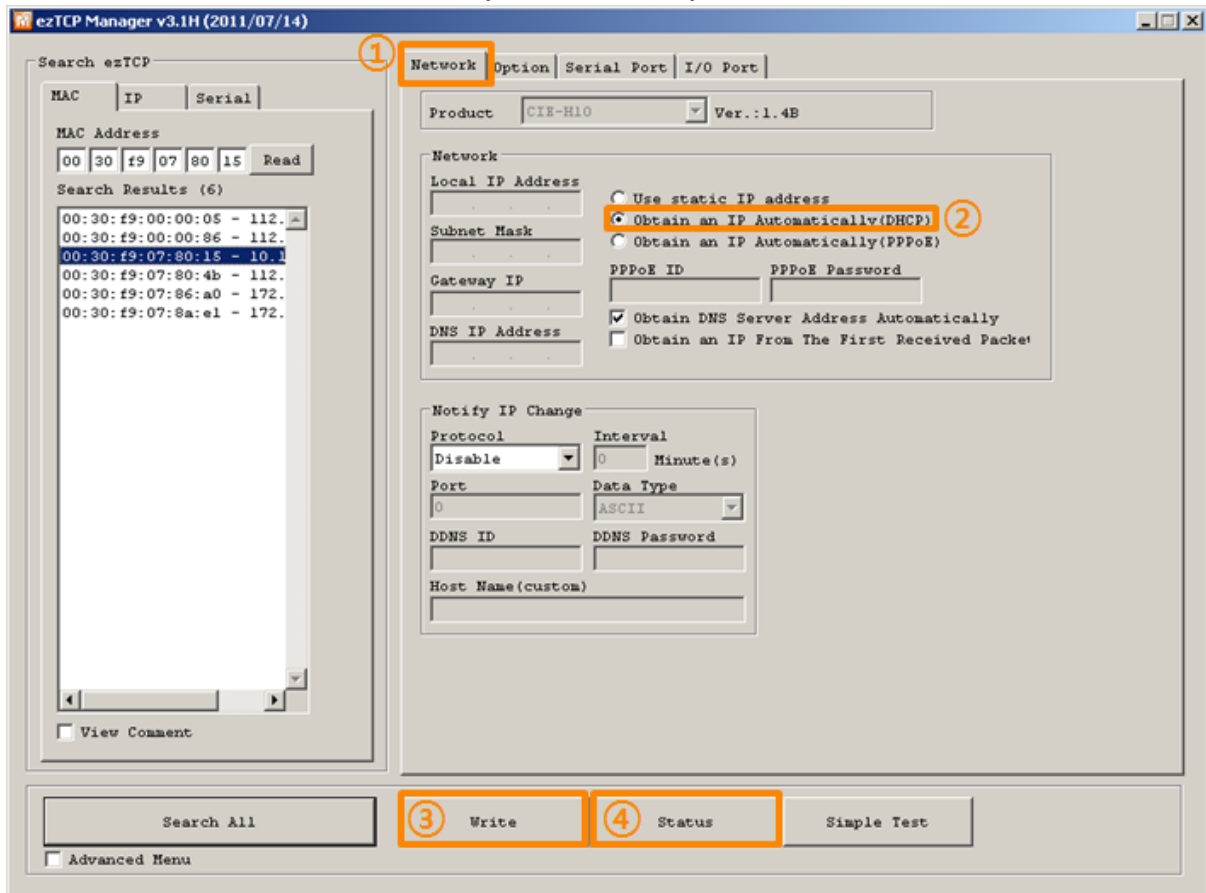 ezTCP Manager v3.1H (2011/07/14)
Search ezTCP
MAC IP Serial
MAC Address
00 30 f9 07 80 15 Read
Search Results (6)
00:30:f9:00:00:05 - 112.
00:30:f9:00:00:86 - 112.
00:30:f9:07:80:15 - 10.1
00:30:f9:07:80:4b - 112.
00:30:f9:07:86:a0 - 172.
00:30:f9:07:8a:e1 - 172.
View Comment
① Network Option Serial Port I/O Port
Product CIE-H10 Ver.:1.4B
Network
Local IP Address
Subnet Mask
Gateway IP
DNS IP Address
Use static IP address
Obtain an IP Automatically(DHCP) ②
Obtain an IP Automatically(PPPoE)
PPPoE ID PPPoE Password
Obtain DNS Server Address Automatically
Obtain an IP From The First Received Packet
Notify IP Change
Protocol Interval
Disable 0 Minute(s)
Port Data Type
0 ASCII
DDNS ID DDNS Password
Host Name(custom)
Search All ③ Write ④ Status Simple Test
Advanced Menu